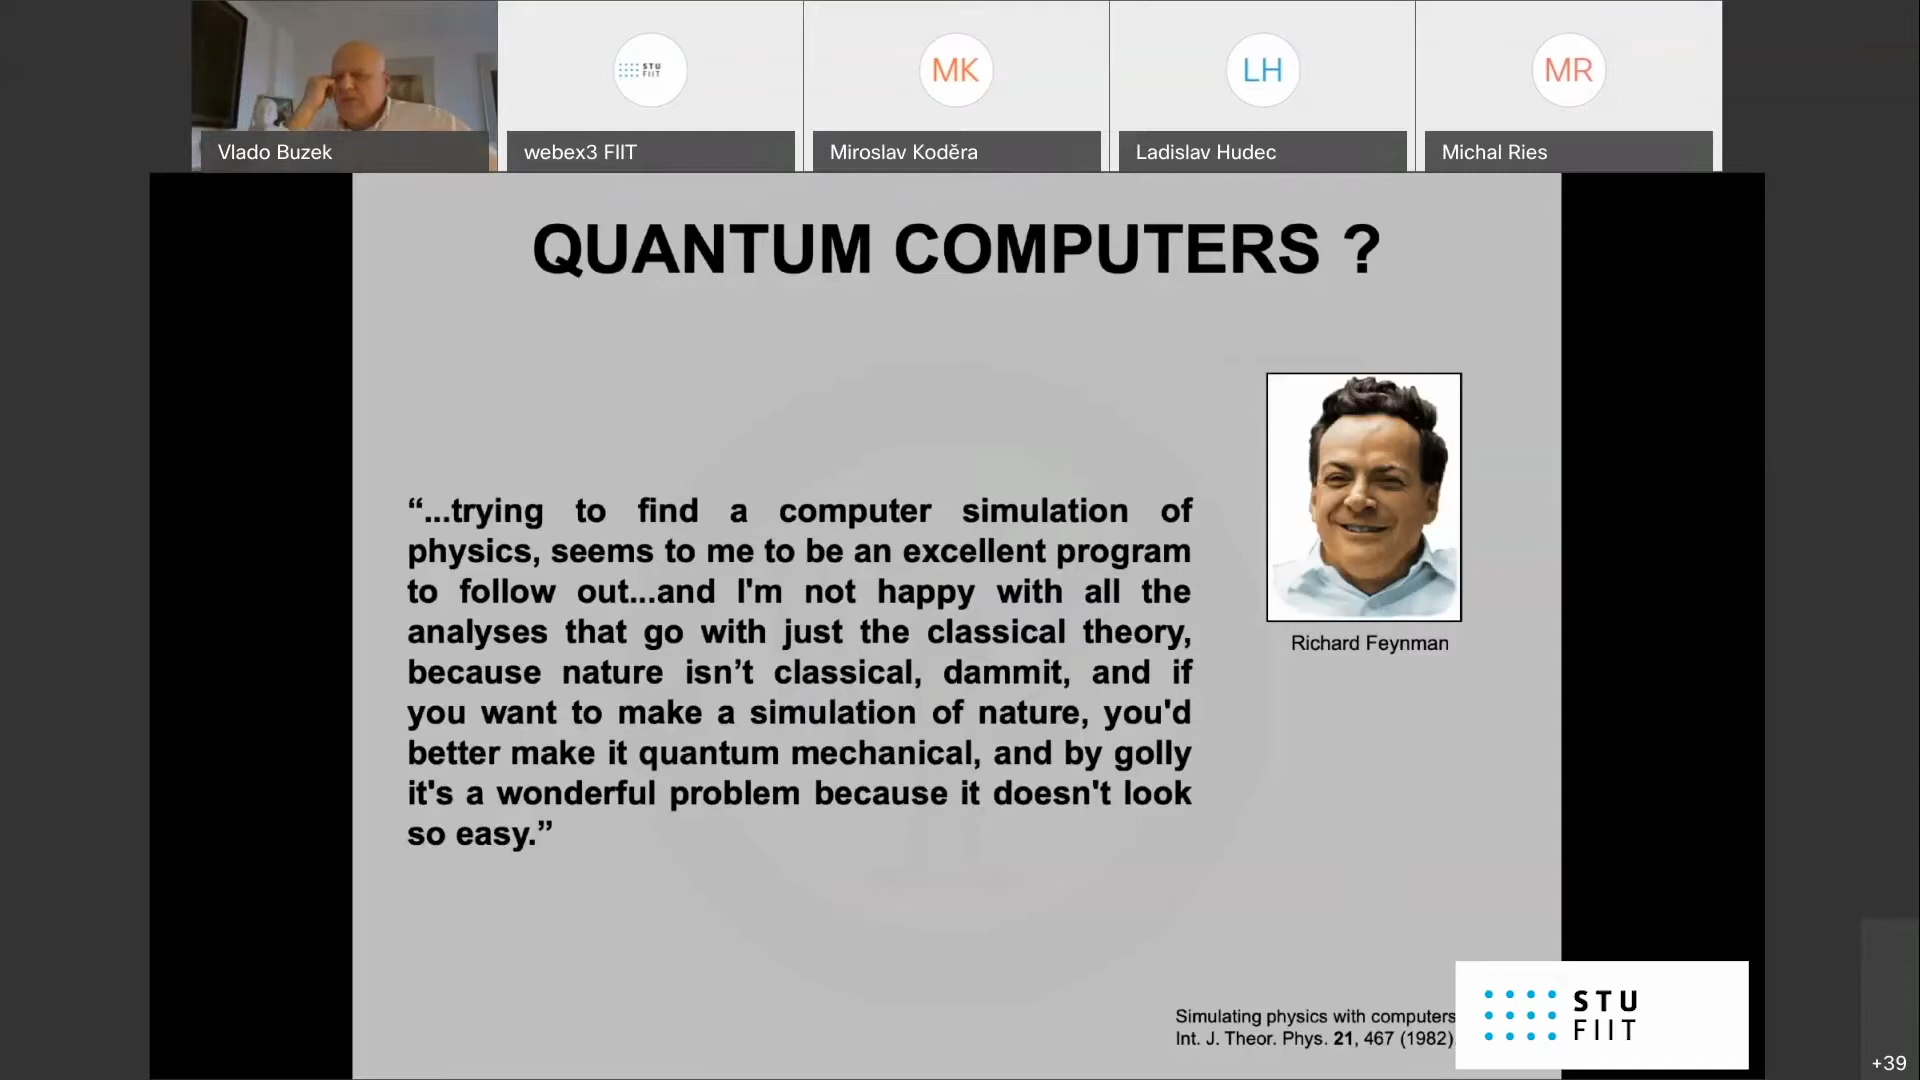 STU
FIIT
MK
LH
MR
Vlado Buzek
webex3 FIIT
Miroslav Koděra
Ladislav Hudec
Michal Ries
QUANTUM COMPUTERS ?
“...trying to find a computer simulation of
physics, seems to me to be an excellent program
to follow out...and I'm not happy with all the
analyses that go with just the classical theory,
because nature isn’t classical, dammit, and if
you want to make a simulation of nature, you'd
better make it quantum mechanical, and by golly
it's a wonderful problem because it doesn't look
so easy.”
Richard Feynman
Simulating physics with computers
Int. J. Theor. Phys. 21, 467 (1982)
STU
FIIT
+39